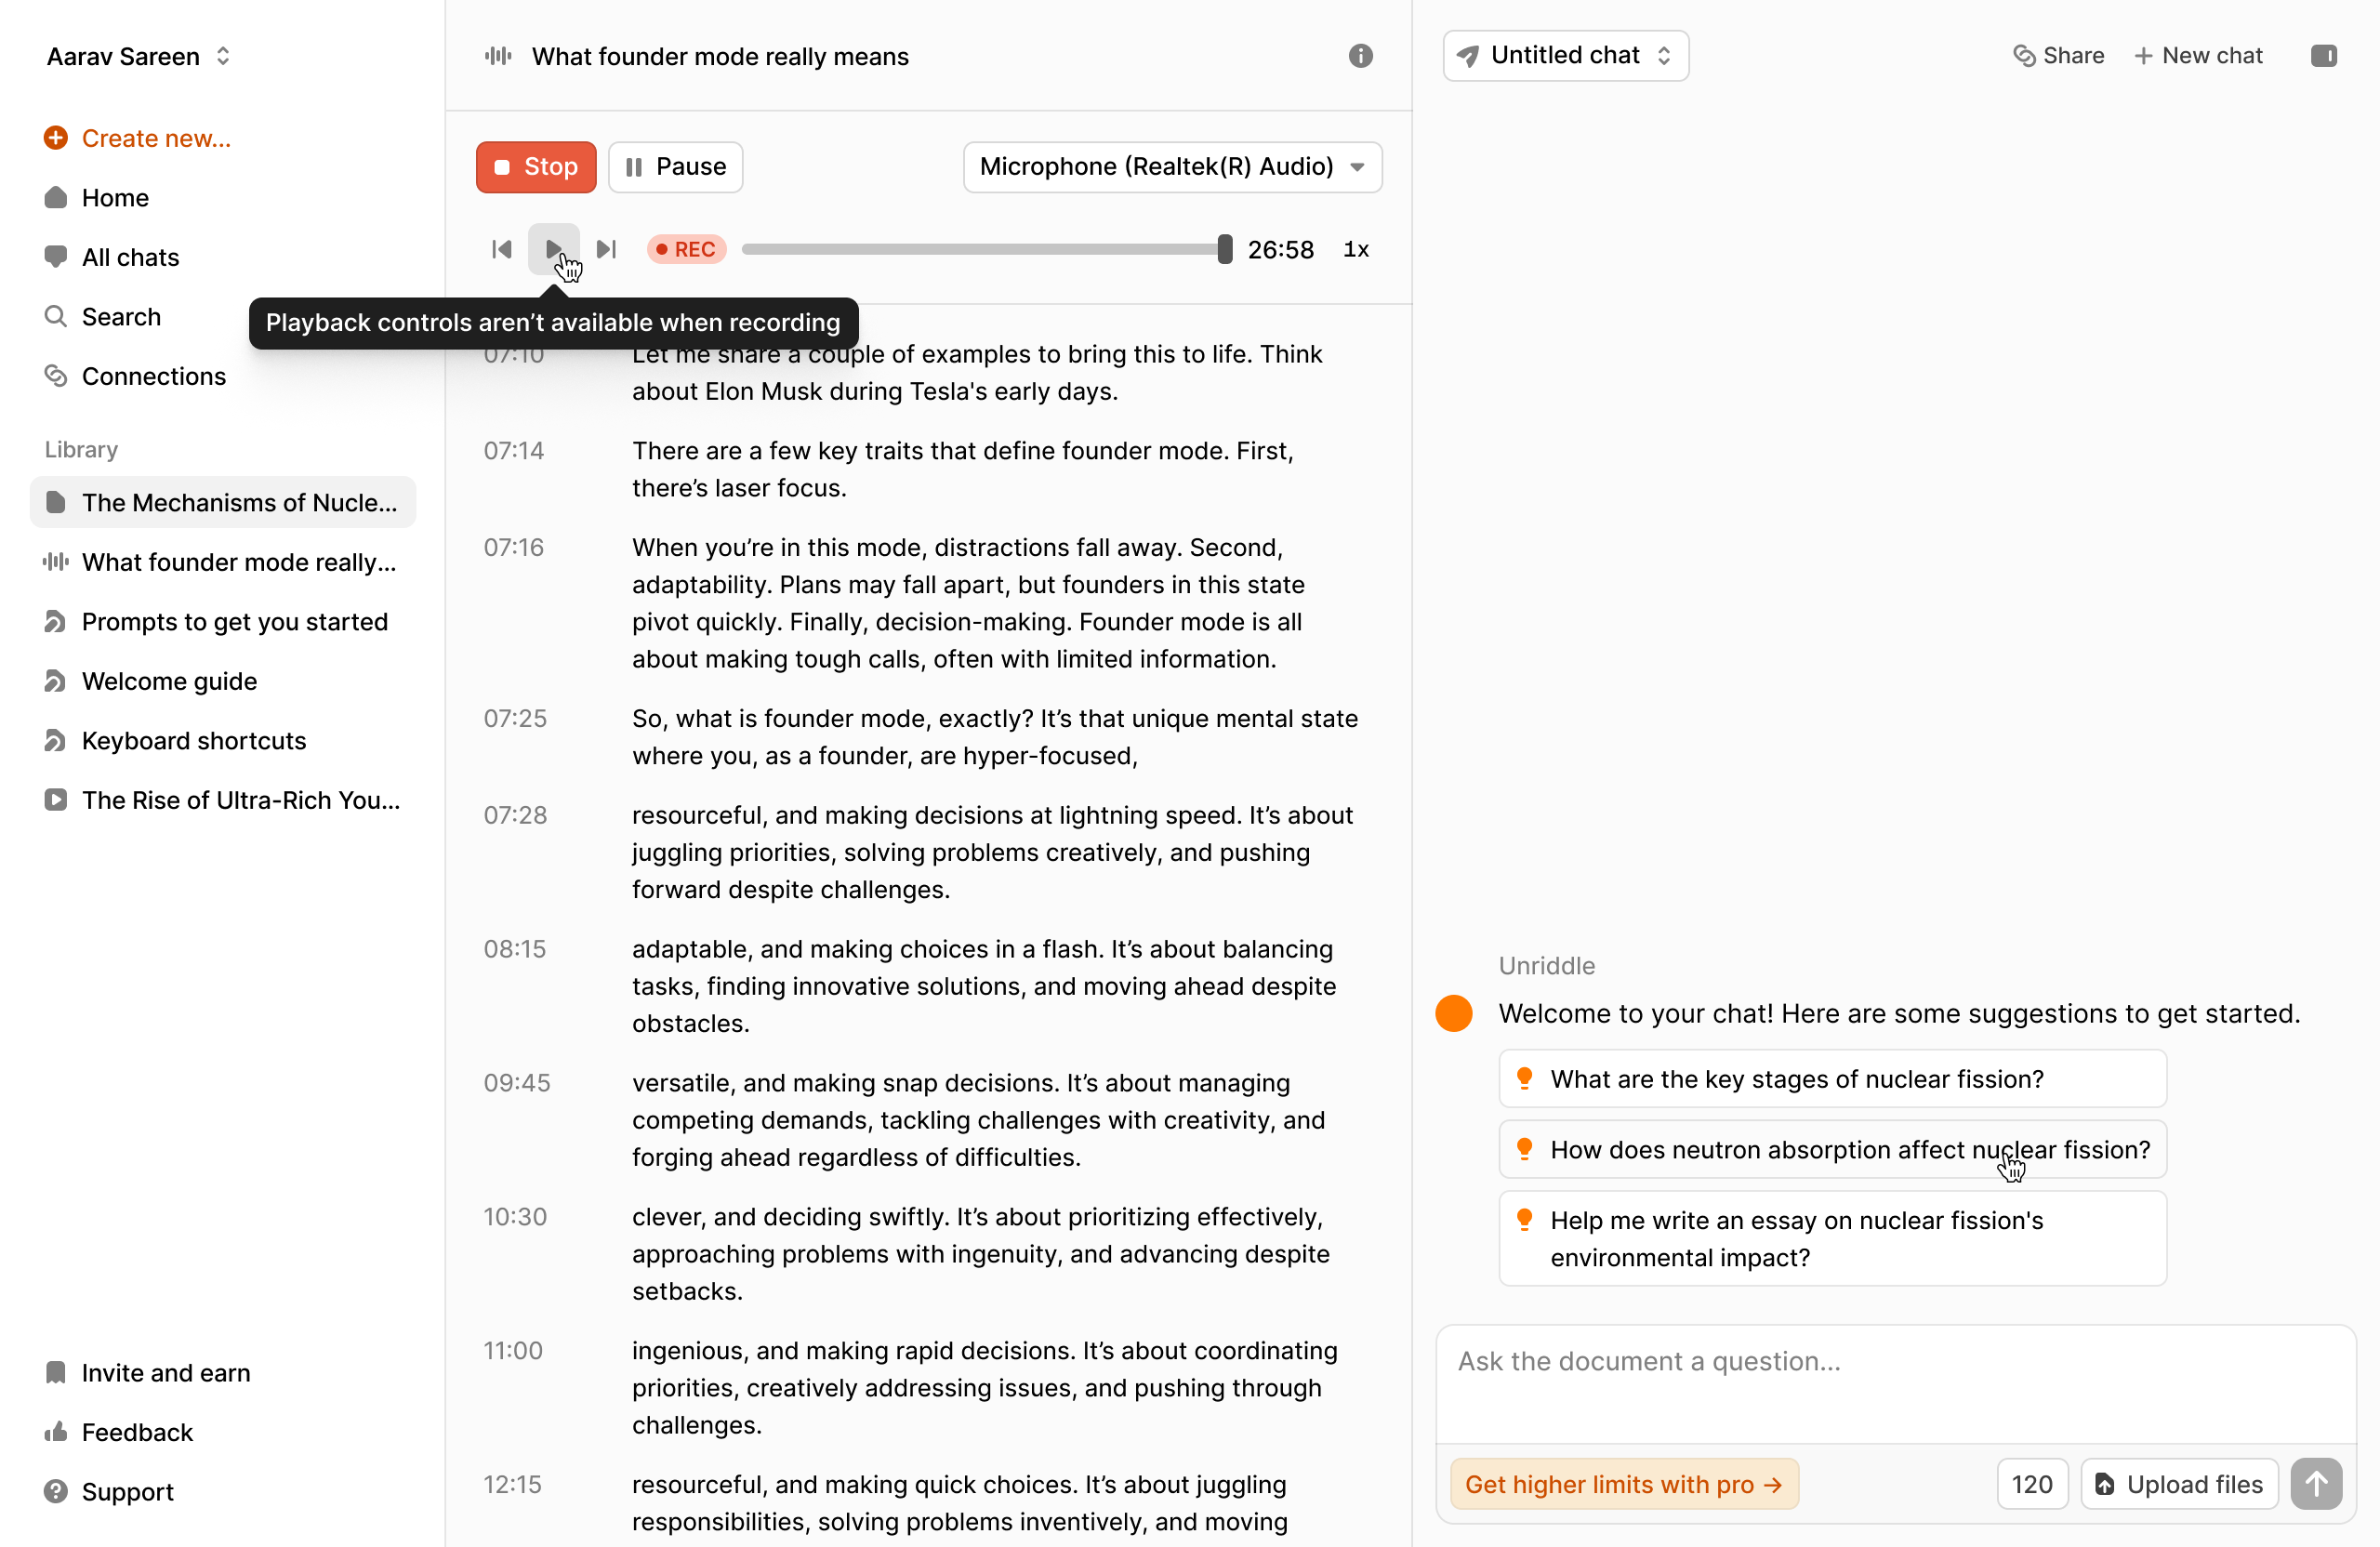 Aarav Sareen
Create new...
Home
All chats
Search
Connections
Library
The Mechanisms of Nucle...
What founder mode really...
Prompts to get you started
Welcome guide
Keyboard shortcuts
The Rise of Ultra-Rich You...
Invite and earn
Feedback
Support
What founder mode really means
Stop
Pause
Microphone (Realtek(R) Audio)
REC
26:58
1x
Playback controls aren’t available when recording
07:10
Let me share a couple of examples to bring this to life. Think
about Elon Musk during Tesla's early days.
07:14
There are a few key traits that define founder mode. First,
there’s laser focus.
07:16
When you’re in this mode, distractions fall away. Second,
adaptability. Plans may fall apart, but founders in this state
pivot quickly. Finally, decision-making. Founder mode is all
about making tough calls, often with limited information.
07:25
So, what is founder mode, exactly? It’s that unique mental state
where you, as a founder, are hyper-focused,
07:28
resourceful, and making decisions at lightning speed. It’s about
juggling priorities, solving problems creatively, and pushing
forward despite challenges.
08:15
adaptable, and making choices in a flash. It’s about balancing
tasks, finding innovative solutions, and moving ahead despite
obstacles.
09:45
versatile, and making snap decisions. It’s about managing
competing demands, tackling challenges with creativity, and
forging ahead regardless of difficulties.
10:30
clever, and deciding swiftly. It’s about prioritizing effectively,
approaching problems with ingenuity, and advancing despite
setbacks.
11:00
ingenious, and making rapid decisions. It’s about coordinating
priorities, creatively addressing issues, and pushing through
challenges.
12:15
resourceful, and making quick choices. It’s about juggling
responsibilities, solving problems inventively, and moving
Untitled chat
Share
New chat
Unriddle
Welcome to your chat! Here are some suggestions to get started.
What are the key stages of nuclear fission?
How does neutron absorption affect nuclear fission?
Help me write an essay on nuclear fission's
environmental impact?
Ask the document a question...
Get higher limits with pro →
120
Upload files